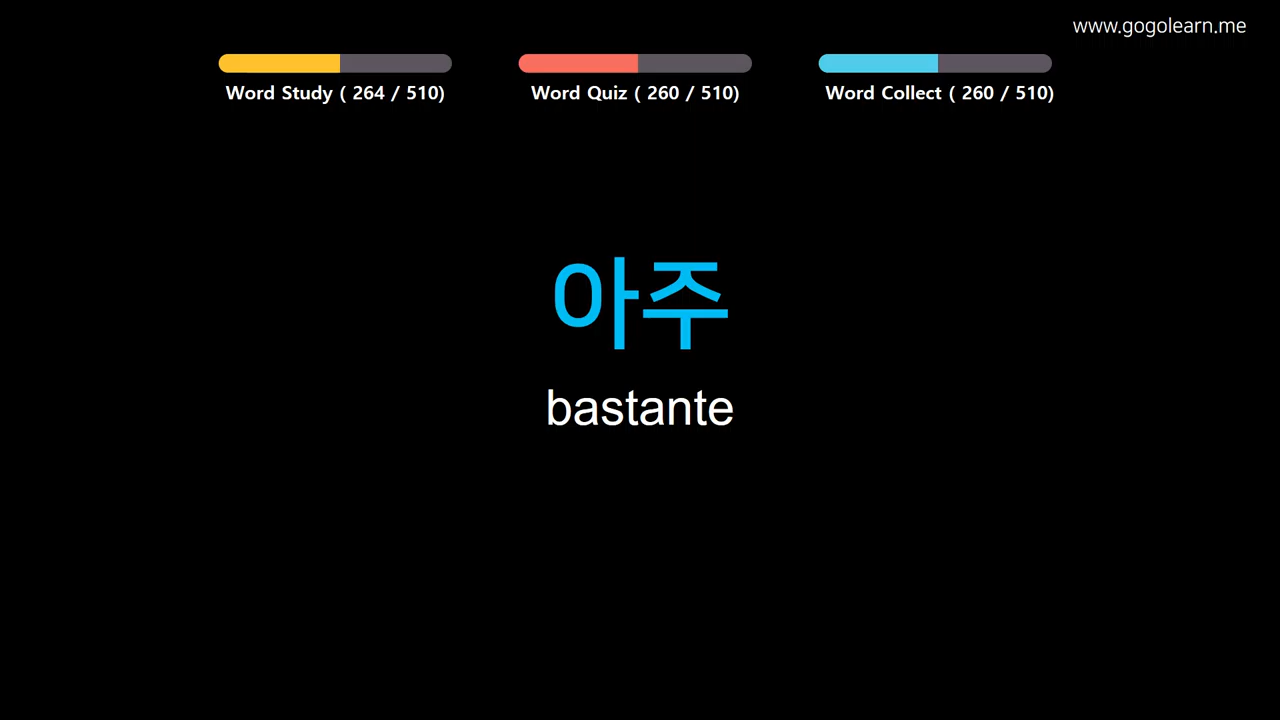 www.gogolearn.me
Word Study ( 264 / 510)
Word Quiz ( 260 / 510)
Word Collect ( 260 / 510)
아주
bastante